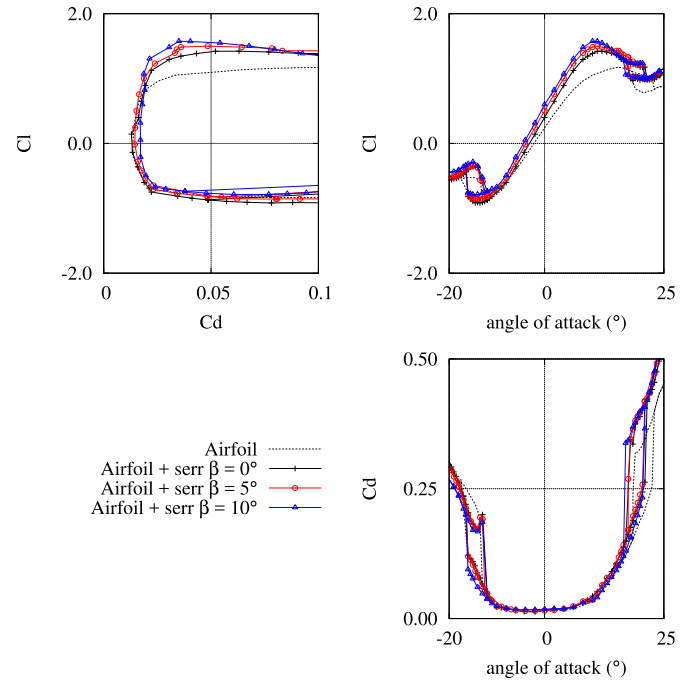 2.0
0.0
-2.0
Cl
0
0.05
0.1
Cd
2.0
0.0
-2.0
Cl
-20
0
25
angle of attack (°)
0.50
0.25
0.00
Cd
-20
0
25
angle of attack (°)
Airfoil
Airfoil + serr β = 0°
Airfoil + serr β = 5°
Airfoil + serr β = 10°